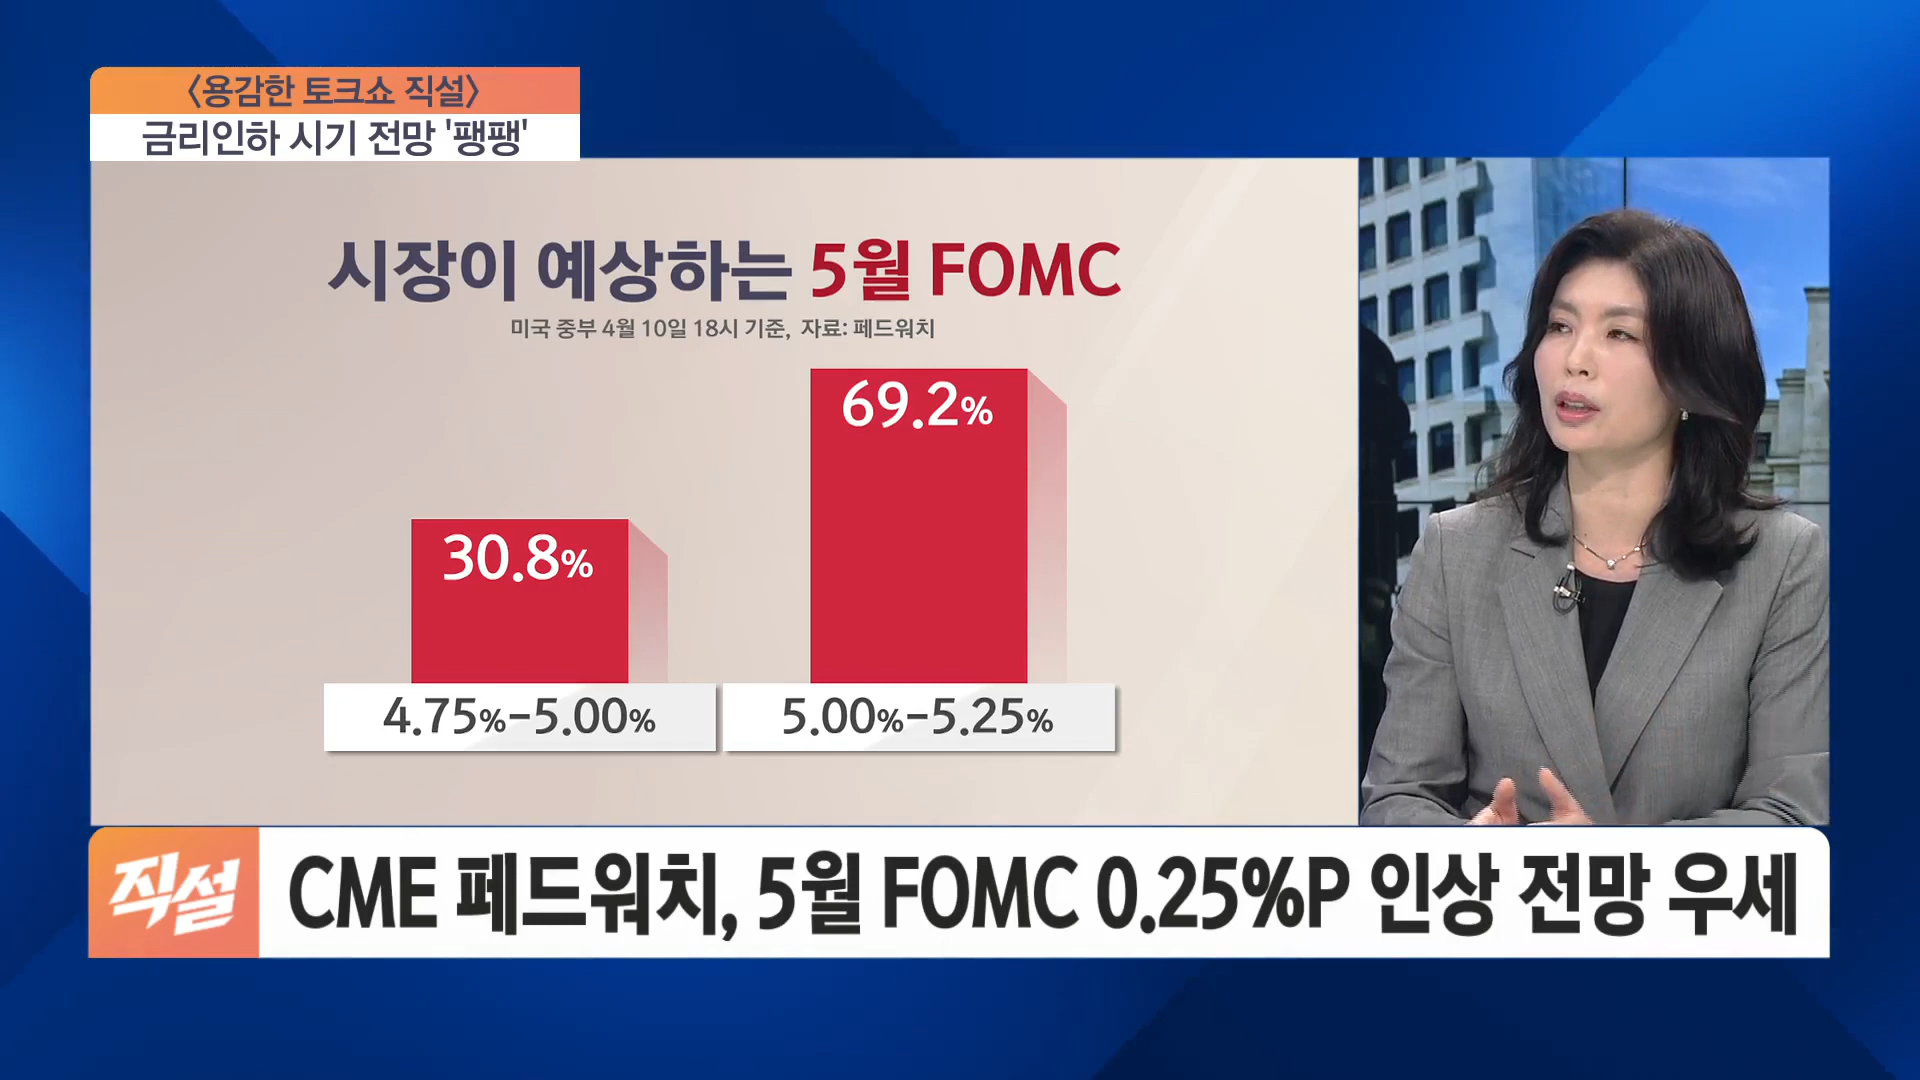 〈용감한 토크쇼 직설〉
금리인하 시기 전망 '팽팽'
시장이 예상하는 5월 FOMC
미국 중부 4월 10일 18시 기준, 자료: 페드워치
30.8%
69.2%
4.75%-5.00%
5.00%-5.25%
직설
CME 페드워치, 5월 FOMC 0.25%P 인상 전망 우세